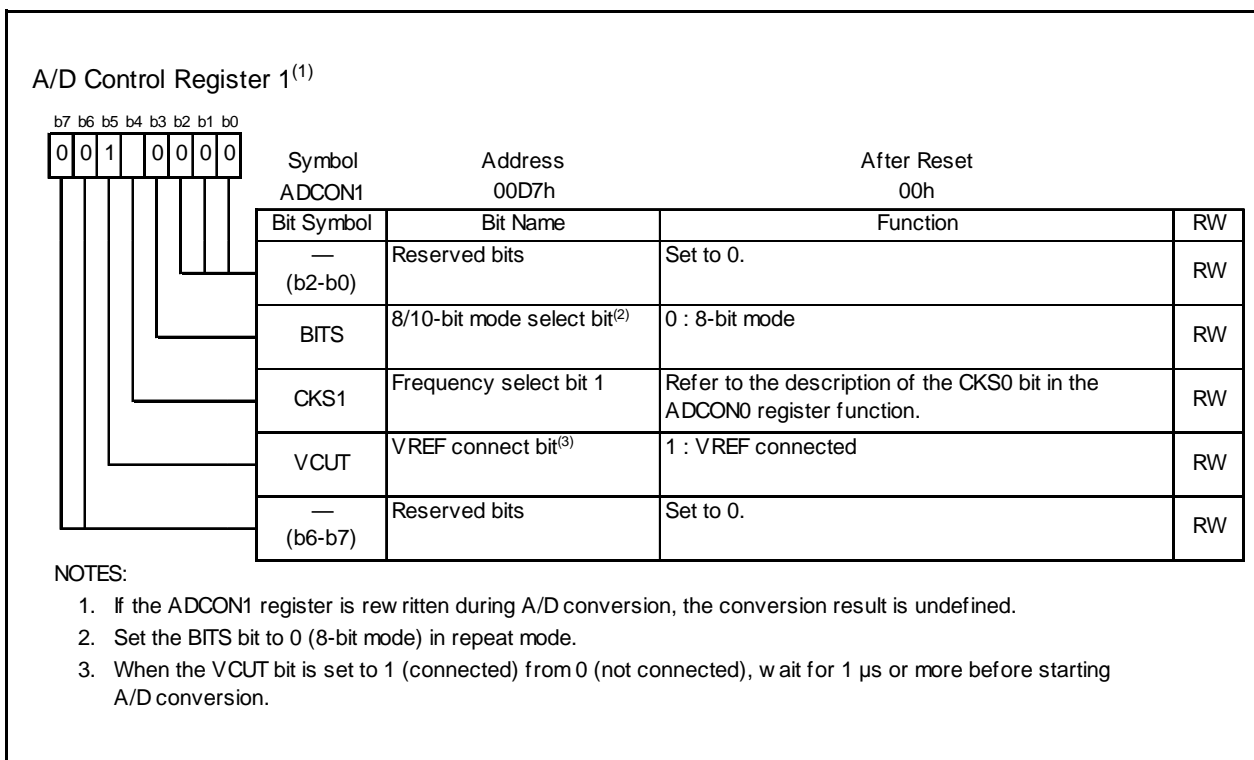 A/D Control Register 1(1)
b7 b6 b5 b4 b3 b2 b1 b0
0 0 1 0 0 0 0
Symbol Address After Reset
ADCON1 00D7h 00h
Bit Symbol Bit Name Function RW
— (b2-b0) Reserved bits Set to 0. RW
BITS 8/10-bit mode select bit(2) 0 : 8-bit mode RW
CKS1 Frequency select bit 1 Refer to the description of the CKS0 bit in the ADCON0 register function. RW
VCUT VREF connect bit(3) 1 : VREF connected RW
— (b6-b7) Reserved bits Set to 0. RW
NOTES:
1. If the ADCON1 register is rewritten during A/D conversion, the conversion result is undefined.
2. Set the BITS bit to 0 (8-bit mode) in repeat mode.
3. When the VCUT bit is set to 1 (connected) from 0 (not connected), wait for 1 µs or more before starting
A/D conversion.